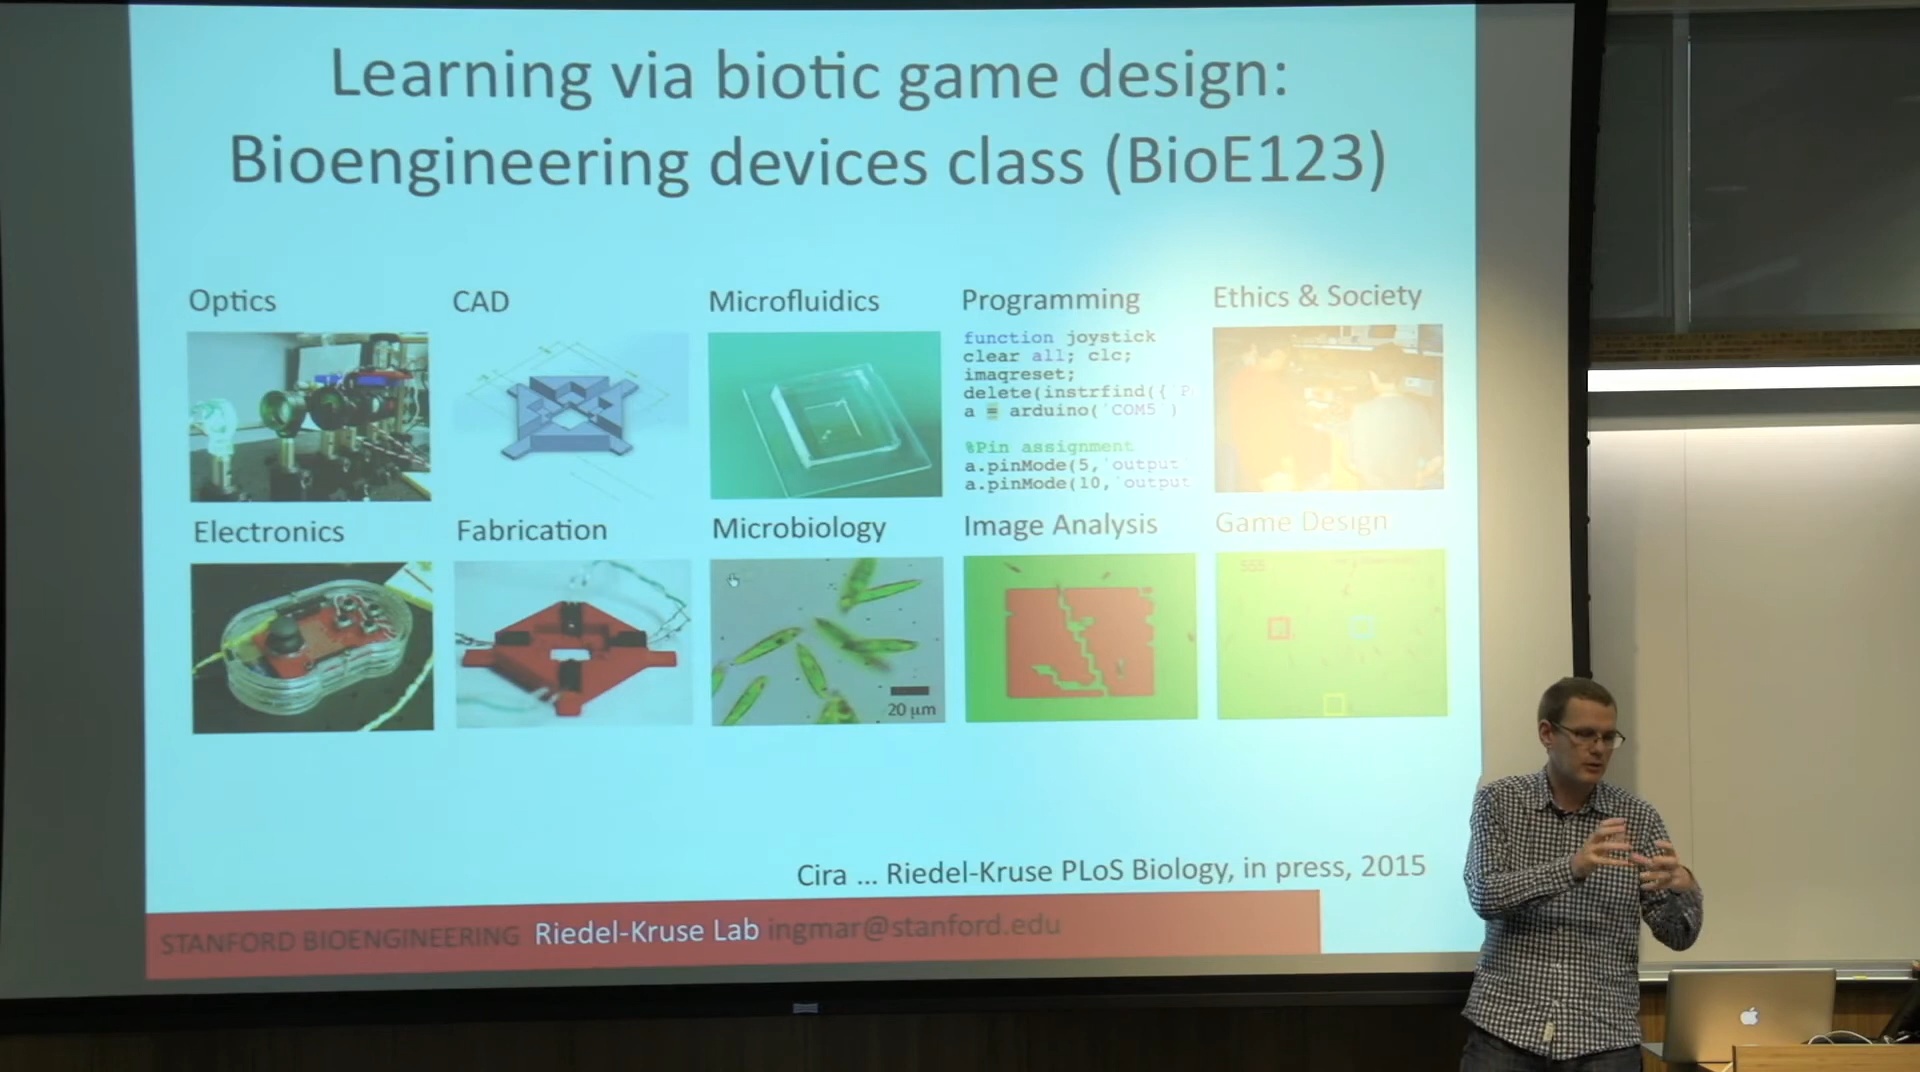 Learning via biotic game design:
Bioengineering devices class (BioE123)
Optics
CAD
Microfluidics
Programming
Ethics & Society
function joystick
clear all; clc;
imaqreset;
delete(instrfind({
a = arduino('COM5')
%Pin assignment
a.pinMode(5,'output
a.pinMode(10,'output
Electronics
Fabrication
Microbiology
Image Analysis
Game Design
20 µm
555
Cira ... Riedel-Kruse PLoS Biology, in press, 2015
STANFORD BIOENGINEERING Riedel-Kruse Lab ingmar@stanford.edu